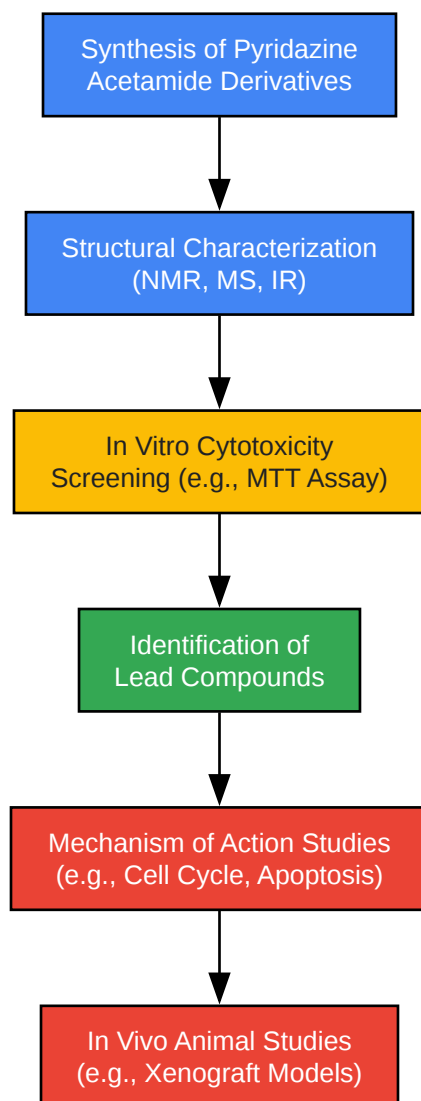 Synthesis of Pyridazine
Acetamide Derivatives
Structural Characterization
(NMR, MS, IR)
In Vitro Cytotoxicity
Screening (e.g., MTT Assay)
Identification of
Lead Compounds
Mechanism of Action Studies
(e.g., Cell Cycle, Apoptosis)
In Vivo Animal Studies
(e.g., Xenograft Models)